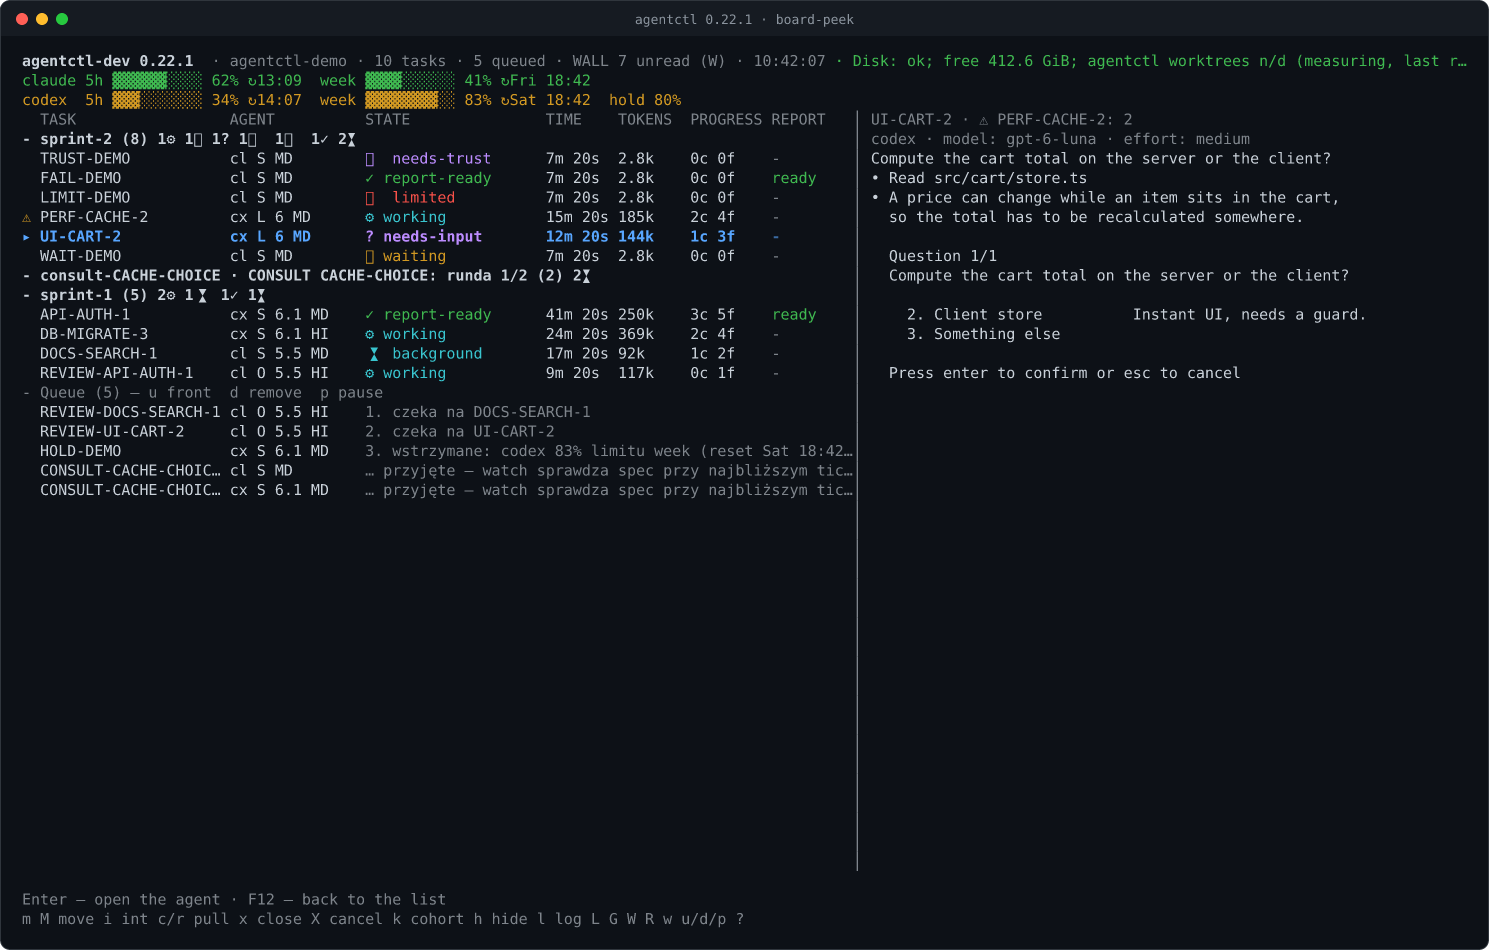 agentctl 0.22.1 · board-peek
agentctl-dev 0.22.1 · agentctl-demo · 10 tasks · 5 queued · WALL 7 unread (W) · 10:42:07 · Disk: ok; free 412.6 GiB; agentctl worktrees n/d (measuring, last r…
claude 5h ▓▓▓▓▓▓░░░░ 62% ↻13:09 week ▓▓▓▓░░░░░░ 41% ↻Fri 18:42
codex 5h ▓▓▓░░░░░░░ 34% ↻14:07 week ▓▓▓▓▓▓▓▓░░ 83% ↻Sat 18:42 hold 80%
TASK AGENT STATE TIME TOKENS PROGRESS REPORT
- sprint-2 (8) 1⚙ 1▯ 1? 1▯ 1▯ 1✓ 2⧗
TRUST-DEMO cl S MD ▯ needs-trust 7m 20s 2.8k 0c 0f -
FAIL-DEMO cl S MD ✓ report-ready 7m 20s 2.8k 0c 0f ready
LIMIT-DEMO cl S MD ▯ limited 7m 20s 2.8k 0c 0f -
⚠ PERF-CACHE-2 cx L 6 MD ⚙ working 15m 20s 185k 2c 4f -
▸ UI-CART-2 cx L 6 MD ? needs-input 12m 20s 144k 1c 3f -
WAIT-DEMO cl S MD ▯ waiting 7m 20s 2.8k 0c 0f -
- consult-CACHE-CHOICE · CONSULT CACHE-CHOICE: runda 1/2 (2) 2⧗
- sprint-1 (5) 2⚙ 1⧗ 1✓ 1⧗
API-AUTH-1 cx S 6.1 MD ✓ report-ready 41m 20s 250k 3c 5f ready
DB-MIGRATE-3 cx S 6.1 HI ⚙ working 24m 20s 369k 2c 4f -
DOCS-SEARCH-1 cl S 5.5 MD ⧗ background 17m 20s 92k 1c 2f -
REVIEW-API-AUTH-1 cl O 5.5 HI ⚙ working 9m 20s 117k 0c 1f -
- Queue (5) — u front d remove p pause
REVIEW-DOCS-SEARCH-1 cl O 5.5 HI 1. czeka na DOCS-SEARCH-1
REVIEW-UI-CART-2 cl O 5.5 HI 2. czeka na UI-CART-2
HOLD-DEMO cx S 6.1 MD 3. wstrzymane: codex 83% limitu week (reset Sat 18:42…
CONSULT-CACHE-CHOIC… cl S MD … przyjęte — watch sprawdza spec przy najbliższym tic…
CONSULT-CACHE-CHOIC… cx S 6.1 MD … przyjęte — watch sprawdza spec przy najbliższym tic…
UI-CART-2 · ⚠ PERF-CACHE-2: 2
codex · model: gpt-6-luna · effort: medium
Compute the cart total on the server or the client?
• Read src/cart/store.ts
• A price can change while an item sits in the cart,
so the total has to be recalculated somewhere.
Question 1/1
Compute the cart total on the server or the client?
2. Client store Instant UI, needs a guard.
3. Something else
Press enter to confirm or esc to cancel
Enter — open the agent · F12 — back to the list
m M move i int c/r pull x close X cancel k cohort h hide l log L G W R w u/d/p ?